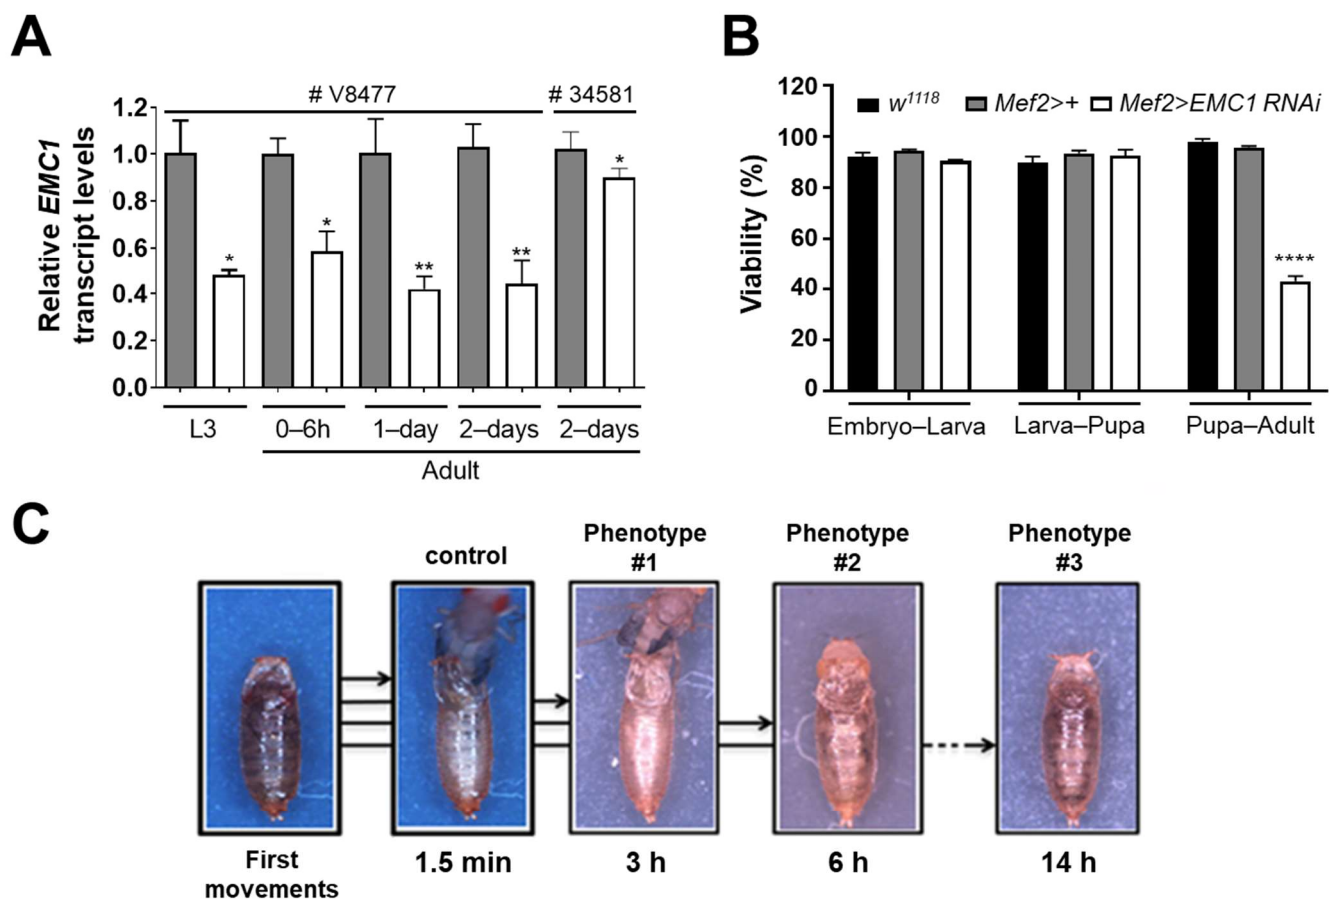 A
# V8477
# 34581
Relative EMC1
transcript levels
1.2
1.0
0.8
0.6
0.4
0.2
0.0
*
*
**
**
*
L3
0–6h
1–day
2–days
2–days
Adult
B
w1118
Mef2>+
Mef2>EMC1 RNAi
Viability (%)
120
100
80
60
40
20
0
****
Embryo–Larva
Larva–Pupa
Pupa–Adult
C
control
Phenotype
#1
Phenotype
#2
Phenotype
#3
First
movements
1.5 min
3 h
6 h
14 h